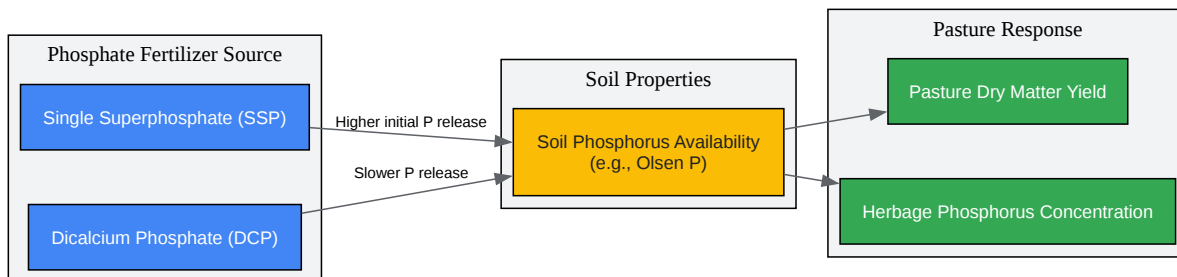 Phosphate Fertilizer Source
Single Superphosphate (SSP)
Dicalcium Phosphate (DCP)
Higher initial P release
Slower P release
Soil Properties
Soil Phosphorus Availability
(e.g., Olsen P)
Pasture Response
Pasture Dry Matter Yield
Herbage Phosphorus Concentration